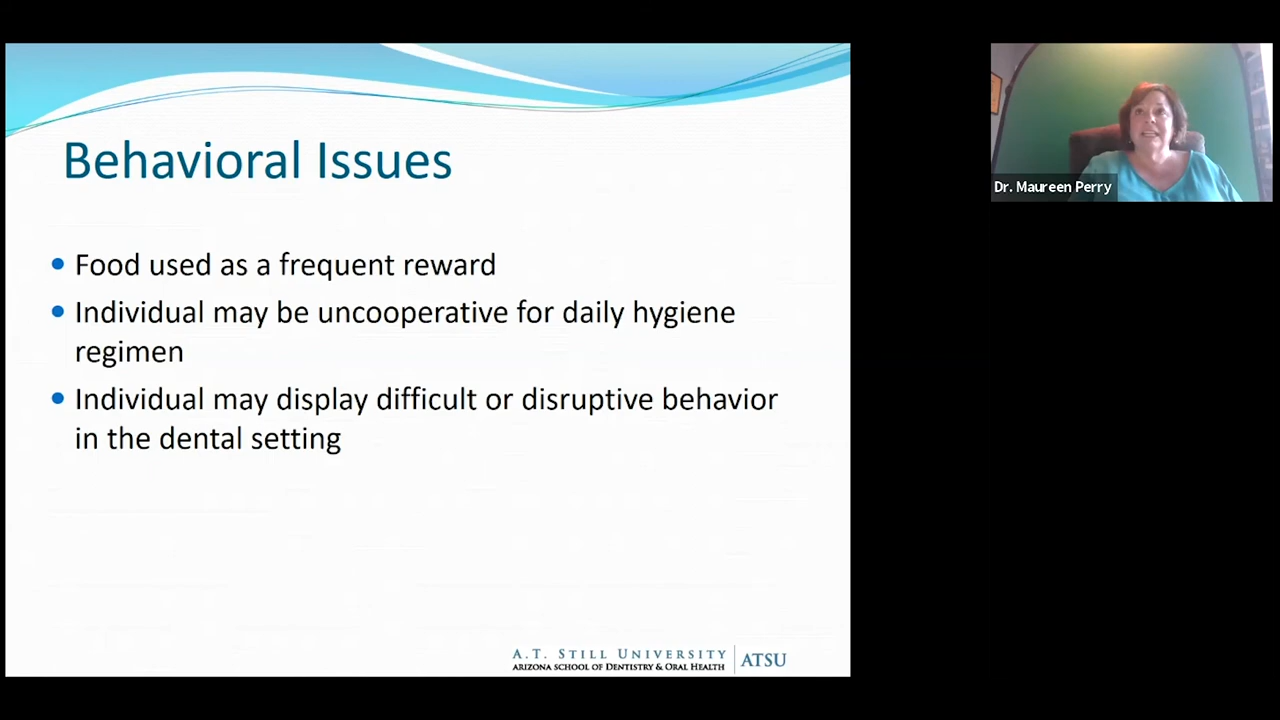 Behavioral Issues
Food used as a frequent reward
Individual may be uncooperative for daily hygiene
regimen
Individual may display difficult or disruptive behavior
in the dental setting
A.T. STILL UNIVERSITY
ARIZONA SCHOOL OF DENTISTRY & ORAL HEALTH
ATSU
Dr. Maureen Perry